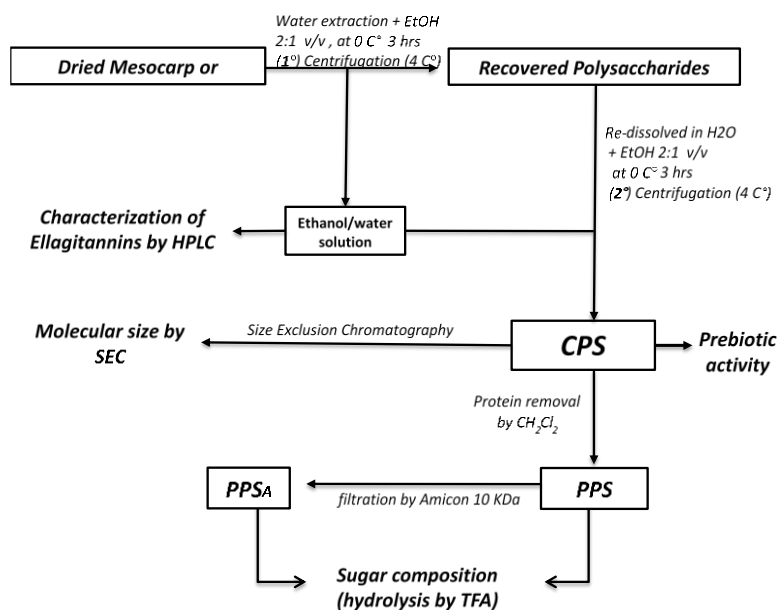 Water extraction + EtOH
2:1 v/v , at 0 C° 3 hrs
(1°) Centrifugation (4 C°)
Dried Mesocarp or
Recovered Polysaccharides
Re-dissolved in H2O
+ EtOH 2:1 v/v
at 0 C° 3 hrs
(2°) Centrifugation (4 C°)
Characterization of
Ellagitannins by HPLC
Ethanol/water
solution
Molecular size by
SEC
Size Exclusion Chromatography
CPS
Prebiotic
activity
Protein removal
by CH2Cl2
PPSA
filtration by Amicon 10 KDa
PPS
Sugar composition
(hydrolysis by TFA)